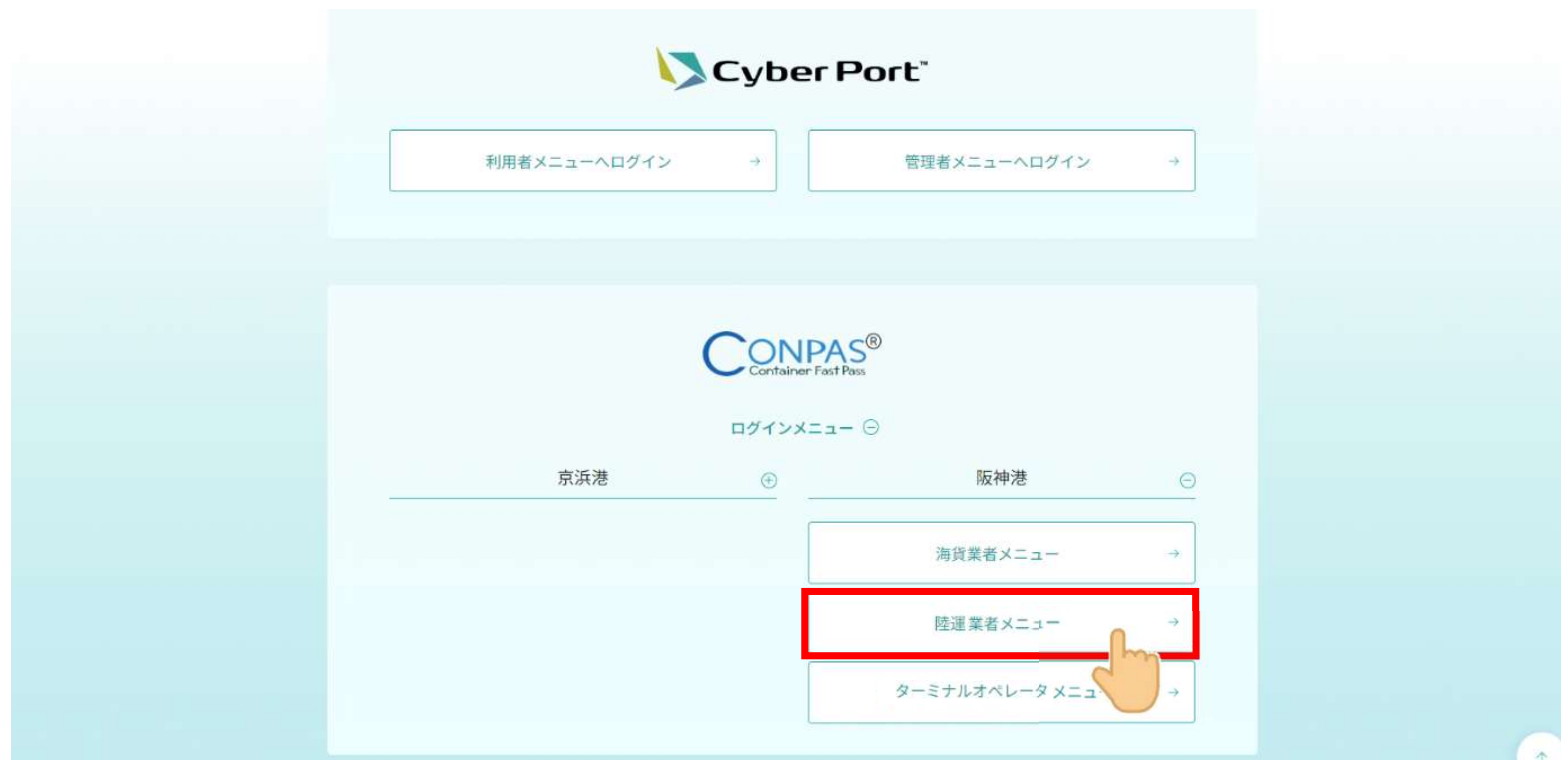 Cyber Port™
利用者メニューへログイン →
管理者メニューへログイン →
CONPAS®
Container Fast Pass
ログインメニュー ⊖
京浜港 ⊕
阪神港 ⊖
海貨業者メニュー →
陸運業者メニュー →
ターミナルオペレータメニュー →